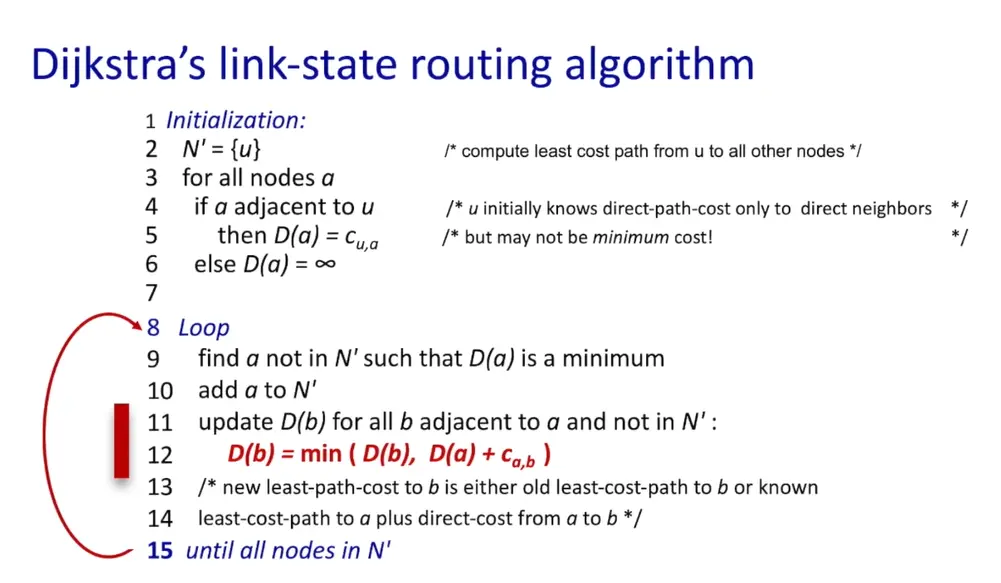 Dijkstra's link-state routing algorithm
1 Initialization:
2 N' = {u} /* compute least cost path from u to all other nodes */
3 for all nodes a
4 if a adjacent to u /* u initially knows direct-path-cost only to direct neighbors */
5 then D(a) = cu,a /* but may not be minimum cost! */
6 else D(a) = ∞
7
8 Loop
9 find a not in N' such that D(a) is a minimum
10 add a to N'
11 update D(b) for all b adjacent to a and not in N' :
12 D(b) = min ( D(b), D(a) + ca,b )
13 /* new least-path-cost to b is either old least-cost-path to b or known
14 least-cost-path to a plus direct-cost from a to b */
15 until all nodes in N'